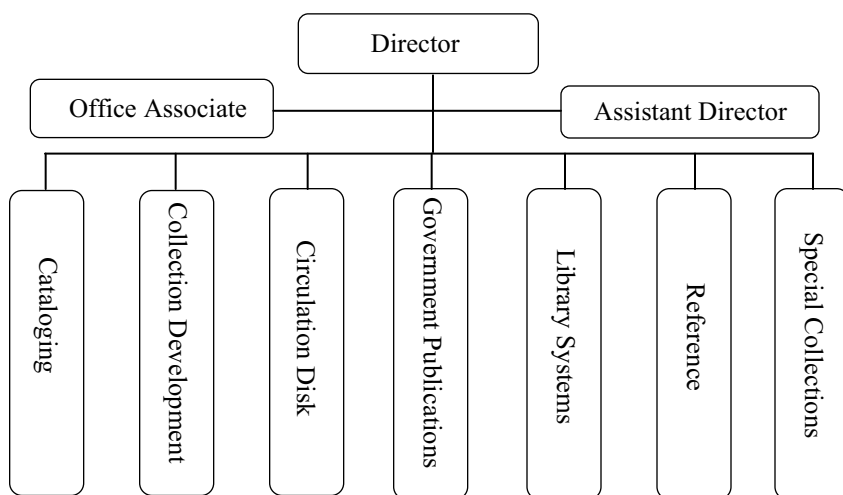 Director
Office Associate
Assistant Director
Cataloging
Collection Development
Circulation Disk
Government Publications
Library Systems
Reference
Special Collections